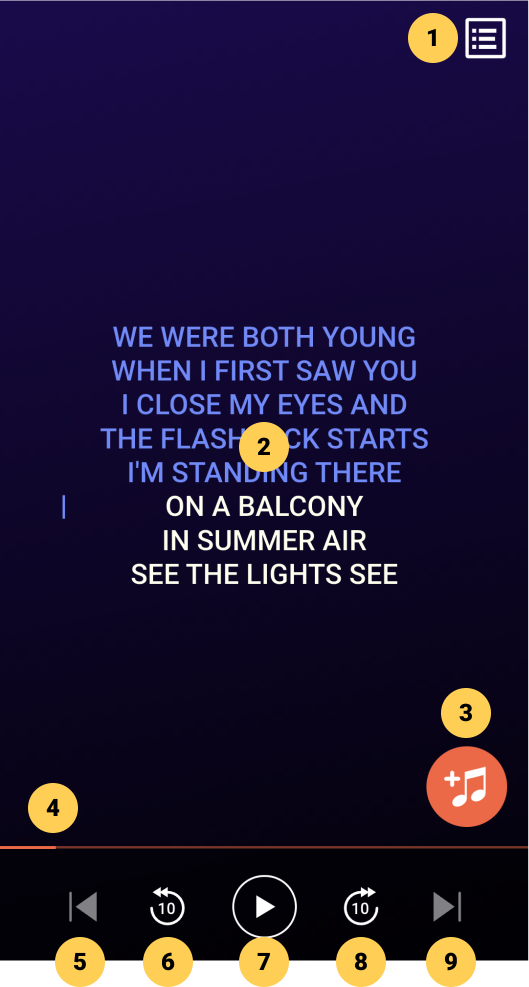 1
WE WERE BOTH YOUNG
WHEN I FIRST SAW YOU
I CLOSE MY EYES AND
THE FLASH 2 CK STARTS
I'M STANDING THERE
ON A BALCONY
IN SUMMER AIR
SEE THE LIGHTS SEE
3
4
10
10
5
6
7
8
9